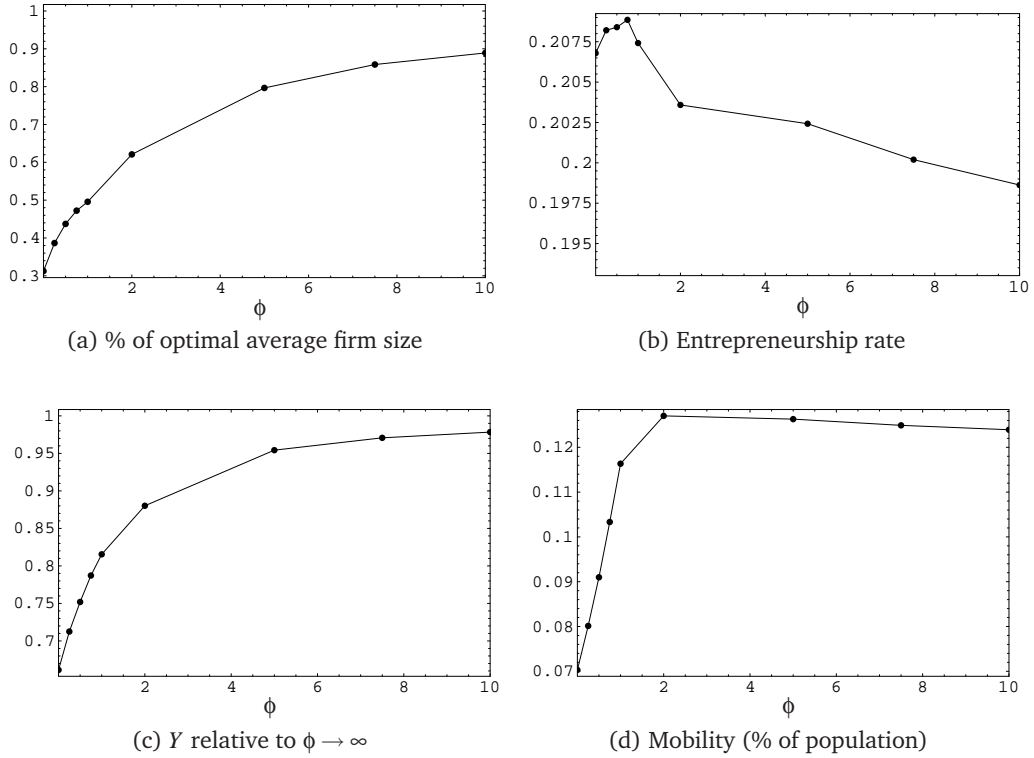 1
0.9
0.8
0.7
0.6
0.5
0.4
0.3
2 4 6 8 10
ϕ
(a) % of optimal average firm size
0.2075
0.205
0.2025
0.2
0.1975
0.195
2 4 6 8 10
ϕ
(b) Entrepreneurship rate
1
0.95
0.9
0.85
0.8
0.75
0.7
2 4 6 8 10
ϕ
(c) Y relative to ϕ → ∞
0.12
0.11
0.1
0.09
0.08
0.07
2 4 6 8 10
ϕ
(d) Mobility (% of population)